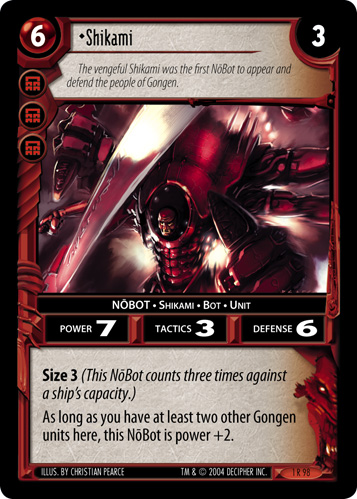 6 •Shikami 3
The vengeful Shikami was the first NōBot to appear and
defend the people of Gongen.
NŌBOT • SHIKAMI • BOT • UNIT
POWER 7 TACTICS 3 DEFENSE 6
Size 3 (This NōBot counts three times against
a ship's capacity.)
As long as you have at least two other Gongen
units here, this NōBot is power +2.
ILLUS. BY CHRISTIAN PEARCE TM & © 2004 DECIPHER INC. 1 R 98